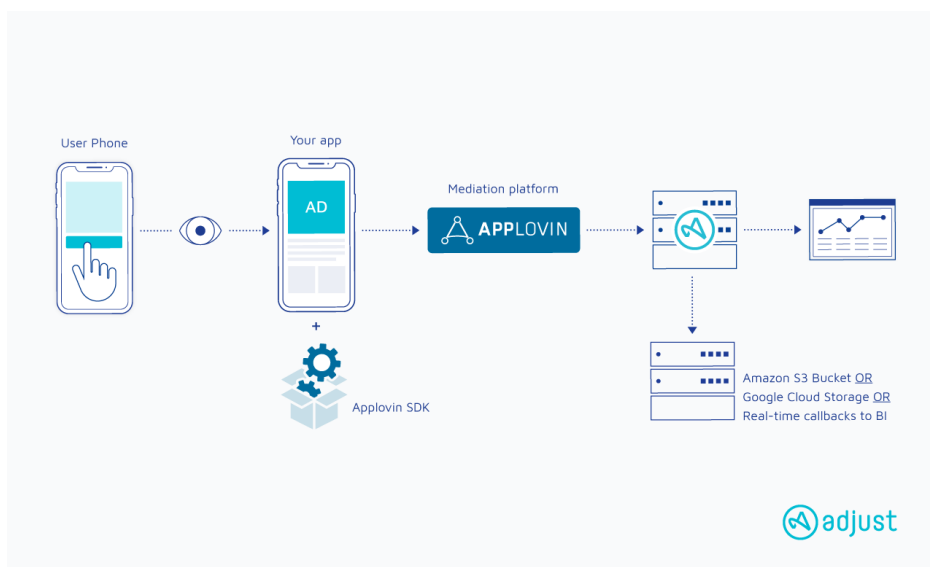 User Phone
Your app
AD
Mediation platform
APPLOVIN
+
Applovin SDK
Amazon S3 Bucket OR
Google Cloud Storage OR
Real-time callbacks to BI
adjust